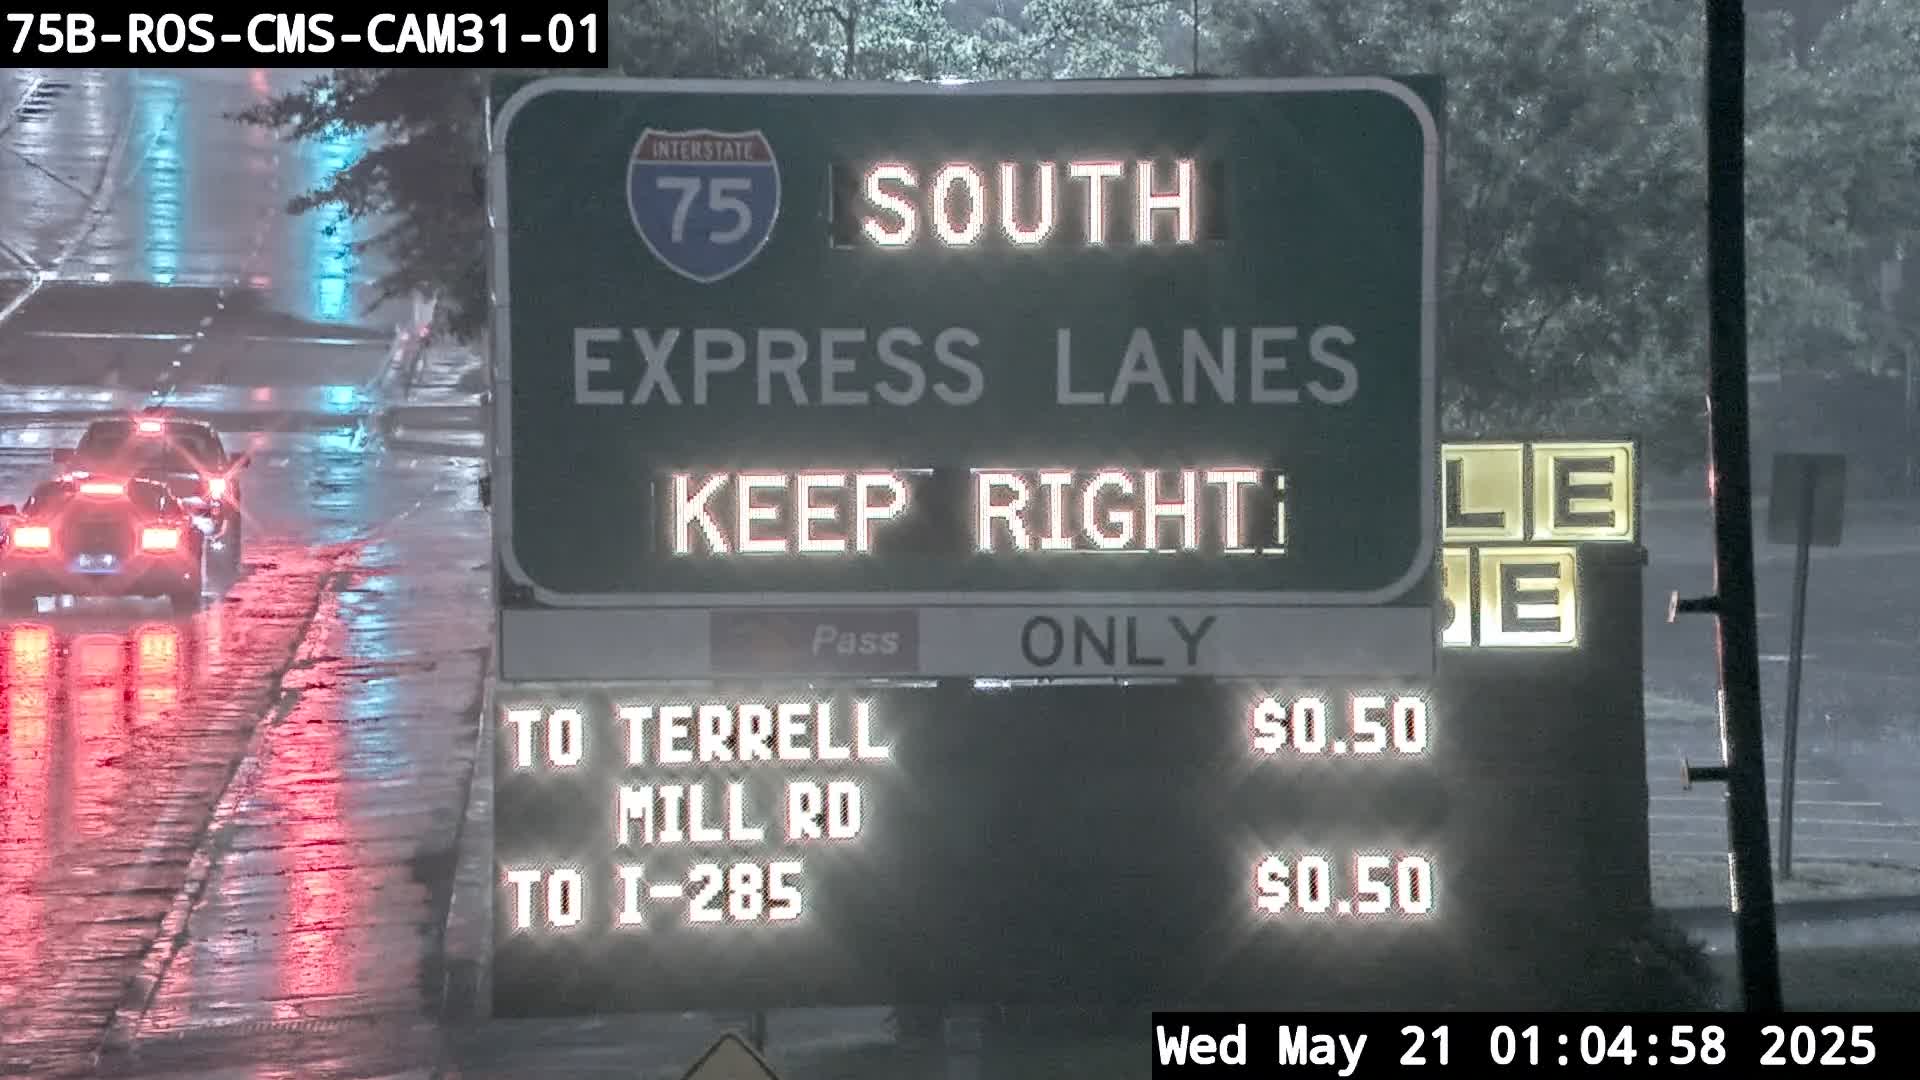 75B-ROS-CMS-CAM31-01
INTERSTATE
75
SOUTH
EXPRESS LANES
KEEP RIGHT
Pass ONLY
TO TERRELL $0.50
MILL RD
TO I-285 $0.50
LE
E
Wed May 21 01:04:58 2025